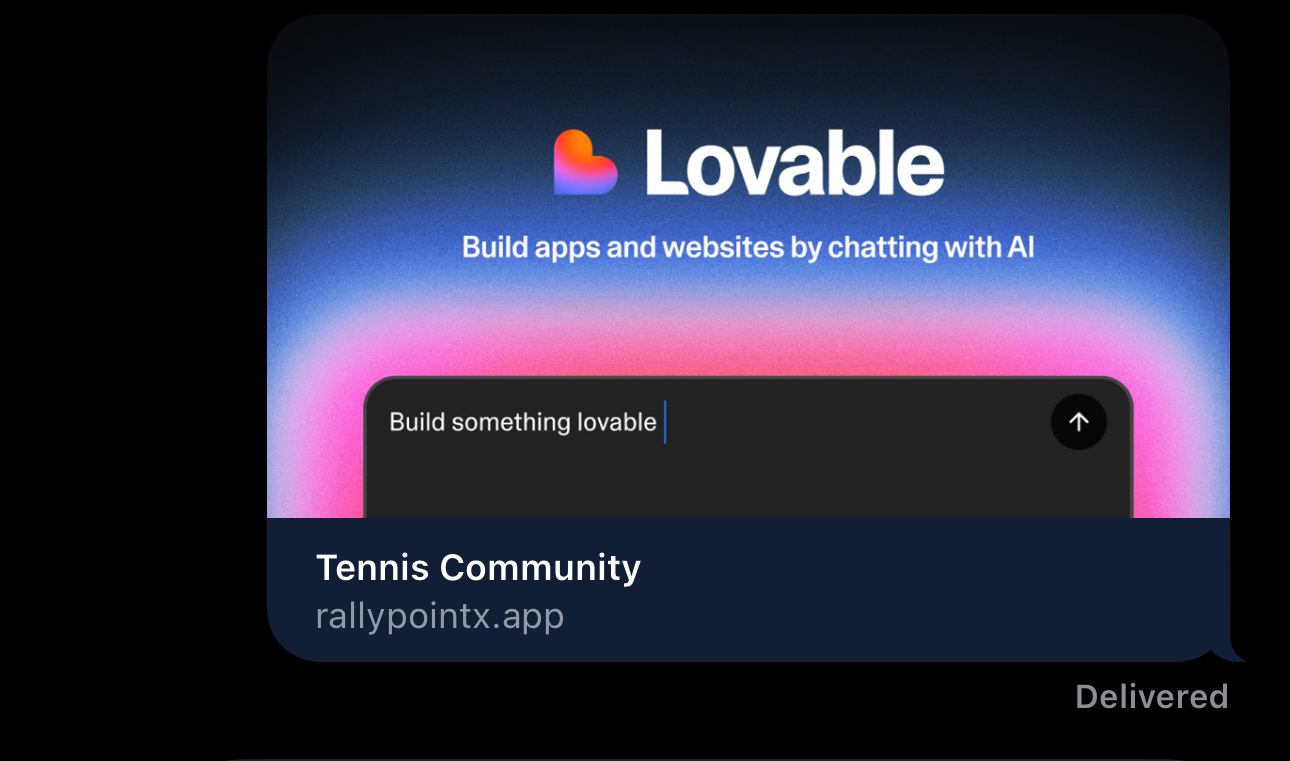 Lovable
Build apps and websites by chatting with AI
Build something lovable
Tennis Community
rallypointx.app
Delivered